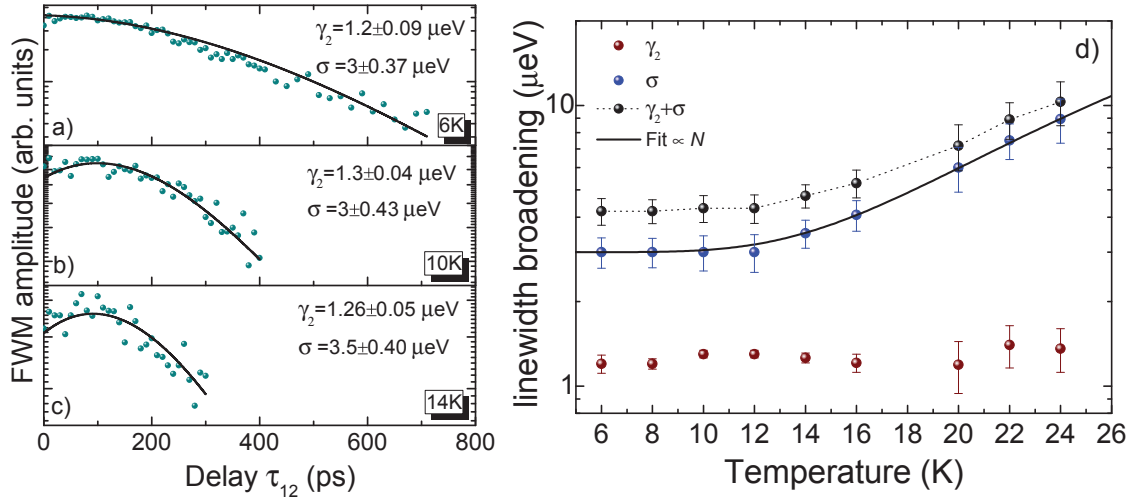 FWM amplitude (arb. units)
γ₂=1.2±0.09 μeV
σ =3±0.37 μeV
a)
6K
γ₂=1.3±0.04 μeV
σ =3±0.43 μeV
b)
10K
γ₂=1.26±0.05 μeV
σ =3.5±0.40 μeV
c)
14K
0 200 400 600 800
Delay τ₁₂ (ps)
linewidth broadening (μeV)
d)
γ₂
σ
γ₂+σ
Fit ∝ N
10
1
6 8 10 12 14 16 18 20 22 24 26
Temperature (K)